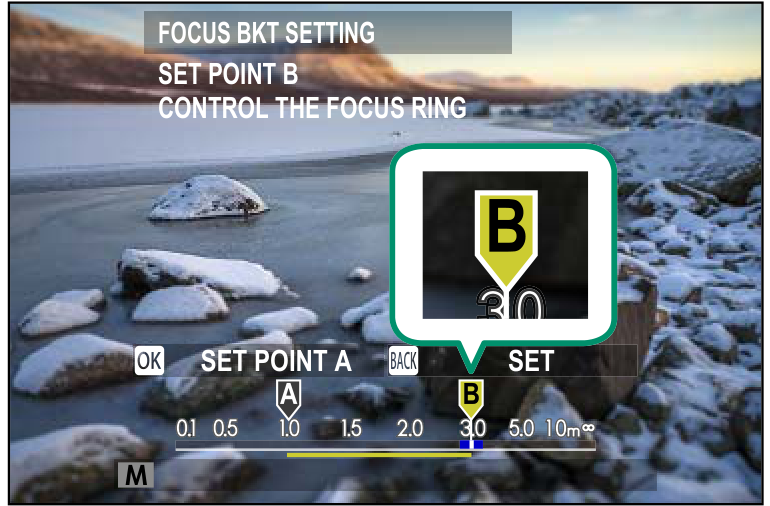 FOCUS BKT SETTING
SET POINT B
CONTROL THE FOCUS RING
B
3.0
OK SET POINT A BACK SET
A B
0.1 0.5 1.0 1.5 2.0 3.0 5.0 10m ∞
M